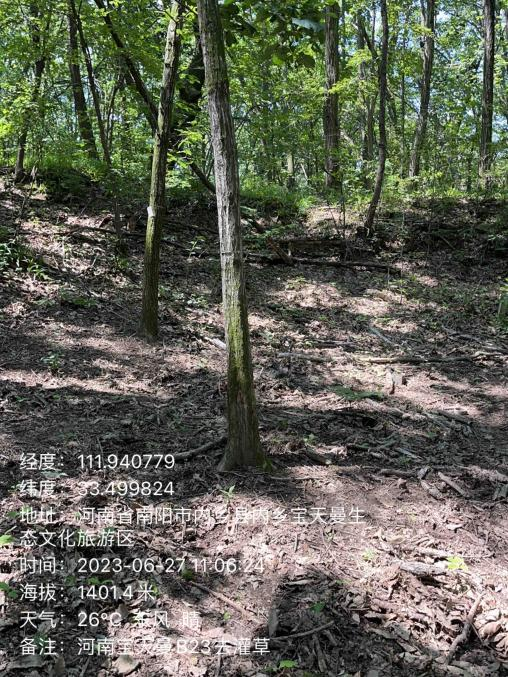 经度：111.940779
纬度：33.499824
地址：河南省南阳市内乡县内乡宝天曼生
态文化旅游区
时间：2023-06-27 11:06:24
海拔：1401.4米
天气：26℃ 东风 晴
备注：河南宝天曼B23去灌草